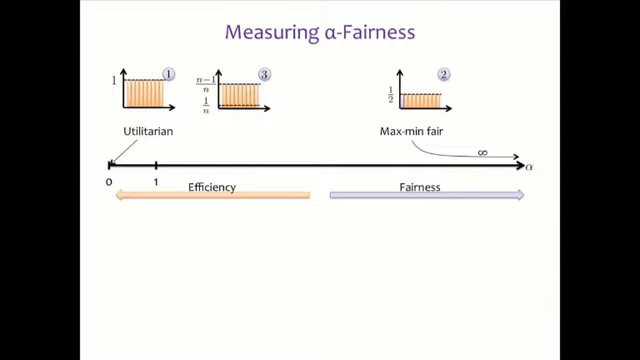 Measuring α-Fairness
1
1
n−1
n
1
n
3
1
2
2
Utilitarian
Max-min fair
∞
α
0
1
Efficiency
Fairness